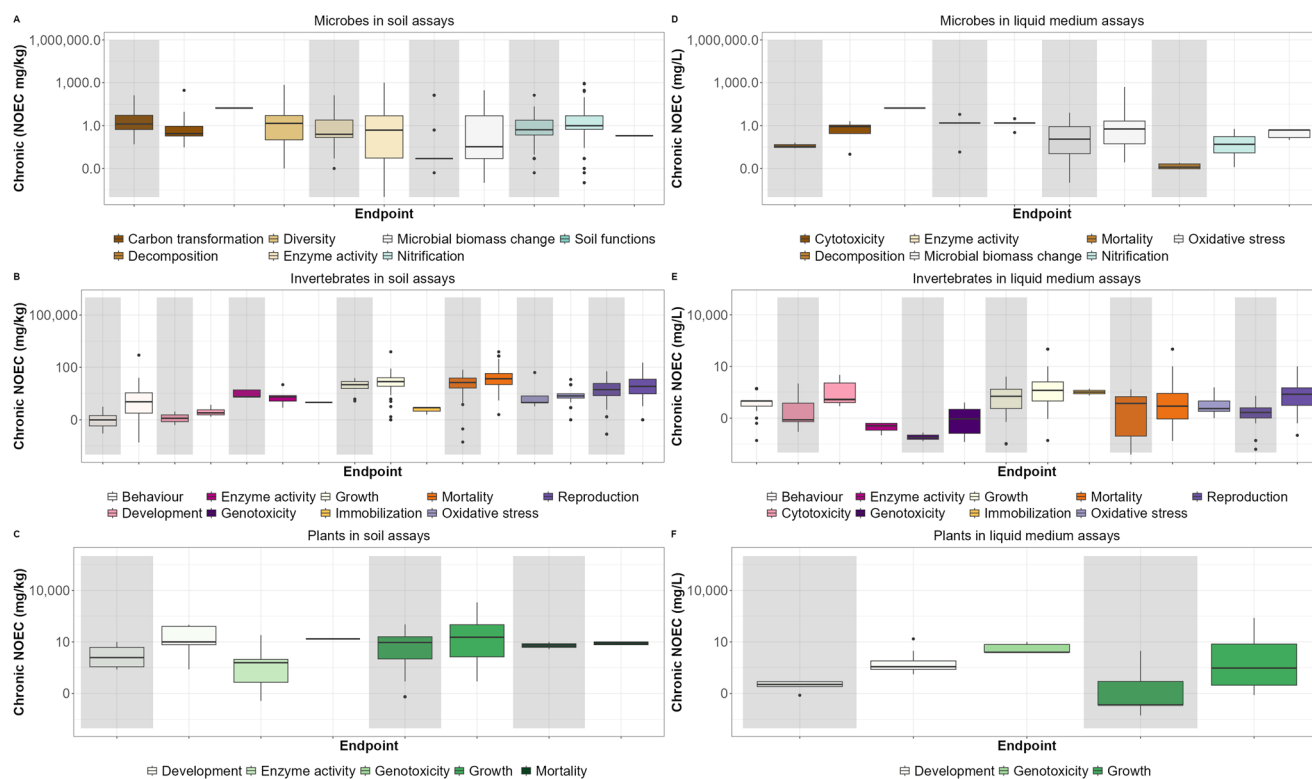 A
Microbes in soil assays
Chronic (NOEC mg/kg)
1,000,000.0
1,000.0
1.0
0.0
Endpoint
Carbon transformation Diversity Microbial biomass change Soil functions
Decomposition Enzyme activity Nitrification
B
Invertebrates in soil assays
Chronic NOEC (mg/kg)
100,000
100
0
Endpoint
Behaviour Enzyme activity Growth Mortality Reproduction
Development Genotoxicity Immobilization Oxidative stress
C
Plants in soil assays
Chronic NOEC (mg/kg)
10,000
10
0
Endpoint
Development Enzyme activity Genotoxicity Growth Mortality
D
Microbes in liquid medium assays
Chronic NOEC (mg/L)
1,000,000.0
1,000.0
1.0
0.0
Endpoint
Cytotoxicity Enzyme activity Mortality Oxidative stress
Decomposition Microbial biomass change Nitrification
E
Invertebrates in liquid medium assays
Chronic NOEC (mg/L)
10,000
10
0
Endpoint
Behaviour Enzyme activity Growth Mortality Reproduction
Cytotoxicity Genotoxicity Immobilization Oxidative stress
F
Plants in liquid medium assays
Chronic NOEC (mg/L)
10,000
10
0
Endpoint
Development Genotoxicity Growth